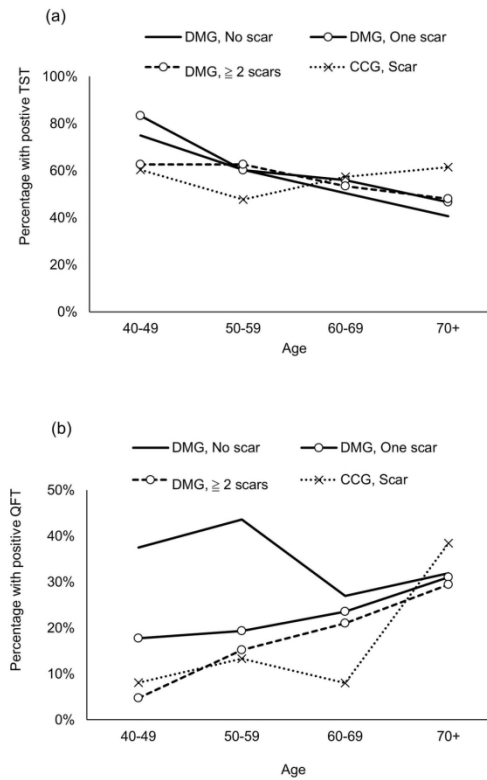 (a)
DMG, No scar DMG, One scar
DMG, ≧ 2 scars CCG, Scar
Percentage with postive TST
100%
80%
60%
40%
20%
0%
40-49 50-59 60-69 70+
Age
(b)
DMG, No scar DMG, One scar
DMG, ≧ 2 scars CCG, Scar
Percentage with positive QFT
50%
40%
30%
20%
10%
0%
40-49 50-59 60-69 70+
Age